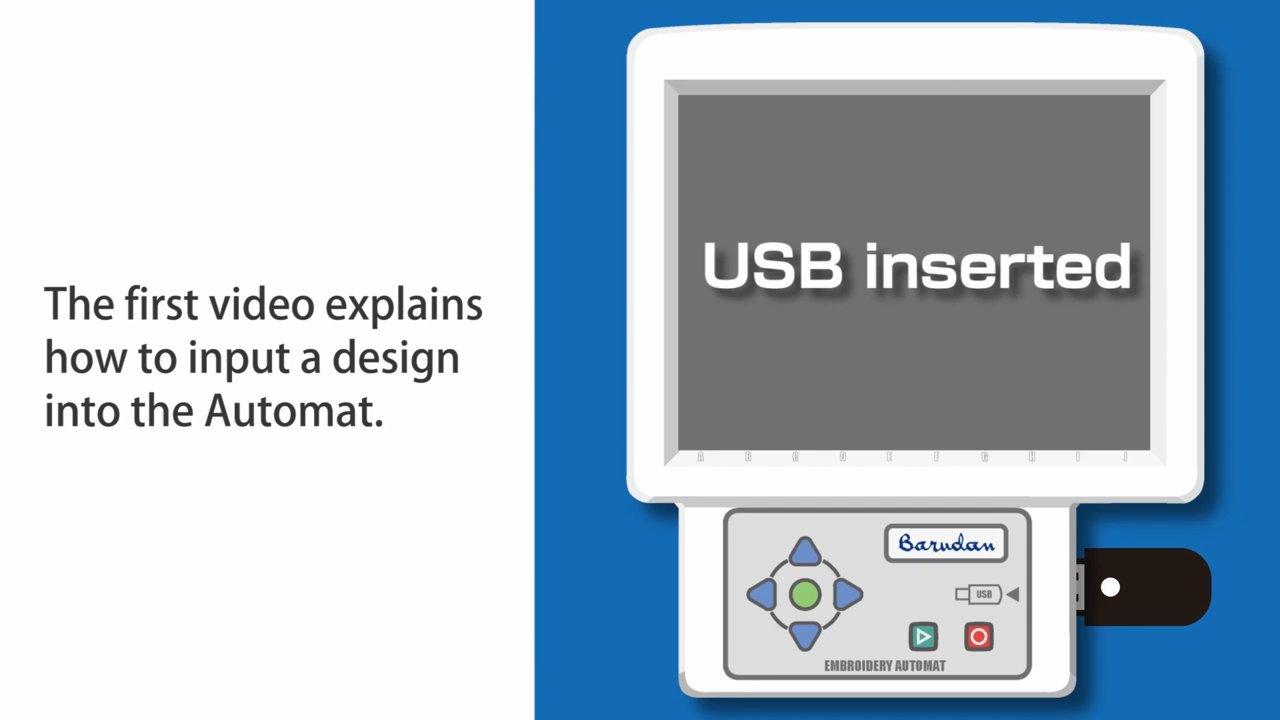 The first video explains
how to input a design
into the Automat.
USB inserted
A B C D E F G H I J
Barudan
USB
EMBROIDERY AUTOMAT